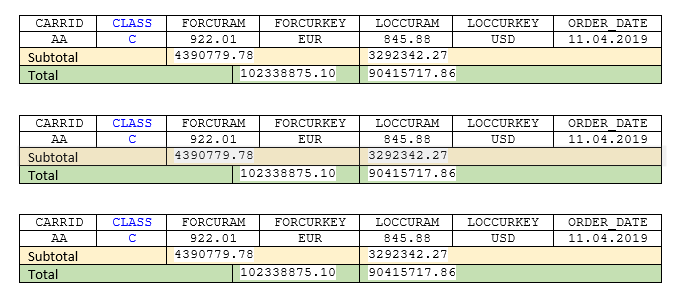 CARRID CLASS FORCURAM FORCURKEY LOCCURAM LOCCURKEY ORDER_DATE
AA C 922.01 EUR 845.88 USD 11.04.2019
Subtotal 4390779.78 3292342.27
Total 102338875.10 90415717.86
CARRID CLASS FORCURAM FORCURKEY LOCCURAM LOCCURKEY ORDER_DATE
AA C 922.01 EUR 845.88 USD 11.04.2019
Subtotal 4390779.78 3292342.27
Total 102338875.10 90415717.86
CARRID CLASS FORCURAM FORCURKEY LOCCURAM LOCCURKEY ORDER_DATE
AA C 922.01 EUR 845.88 USD 11.04.2019
Subtotal 4390779.78 3292342.27
Total 102338875.10 90415717.86